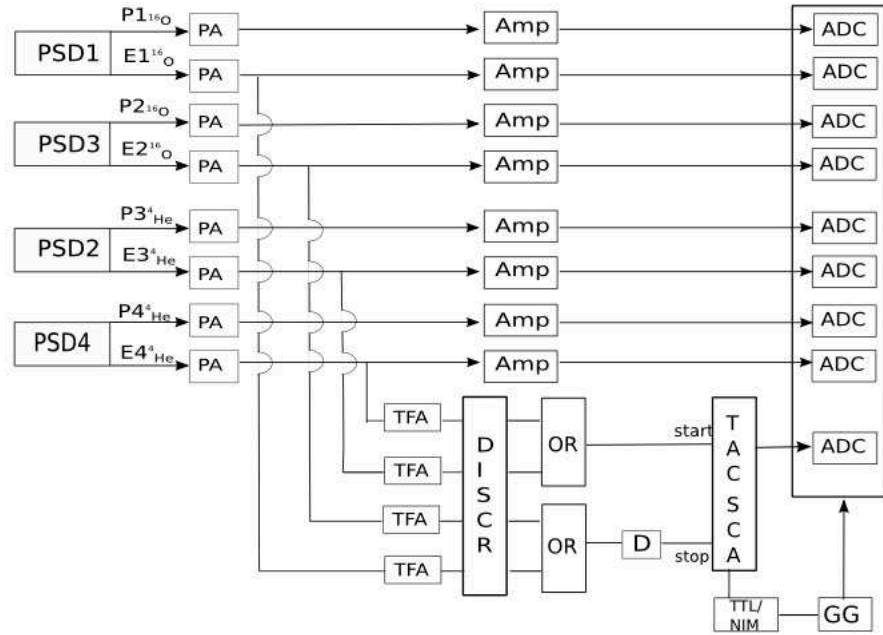 P1₁₆O PA Amp ADC
PSD1
E1¹⁶O PA Amp ADC
P2₁₆O PA Amp ADC
PSD3
E2¹⁶O PA Amp ADC
P3⁴He PA Amp ADC
PSD2
E3⁴He PA Amp ADC
P4⁴He PA Amp ADC
PSD4
E4⁴He PA Amp ADC
TFA
TFA
TFA
TFA
DISCR
OR
OR
D
start
stop
TAC SCA
ADC
TTL/
NIM
GG